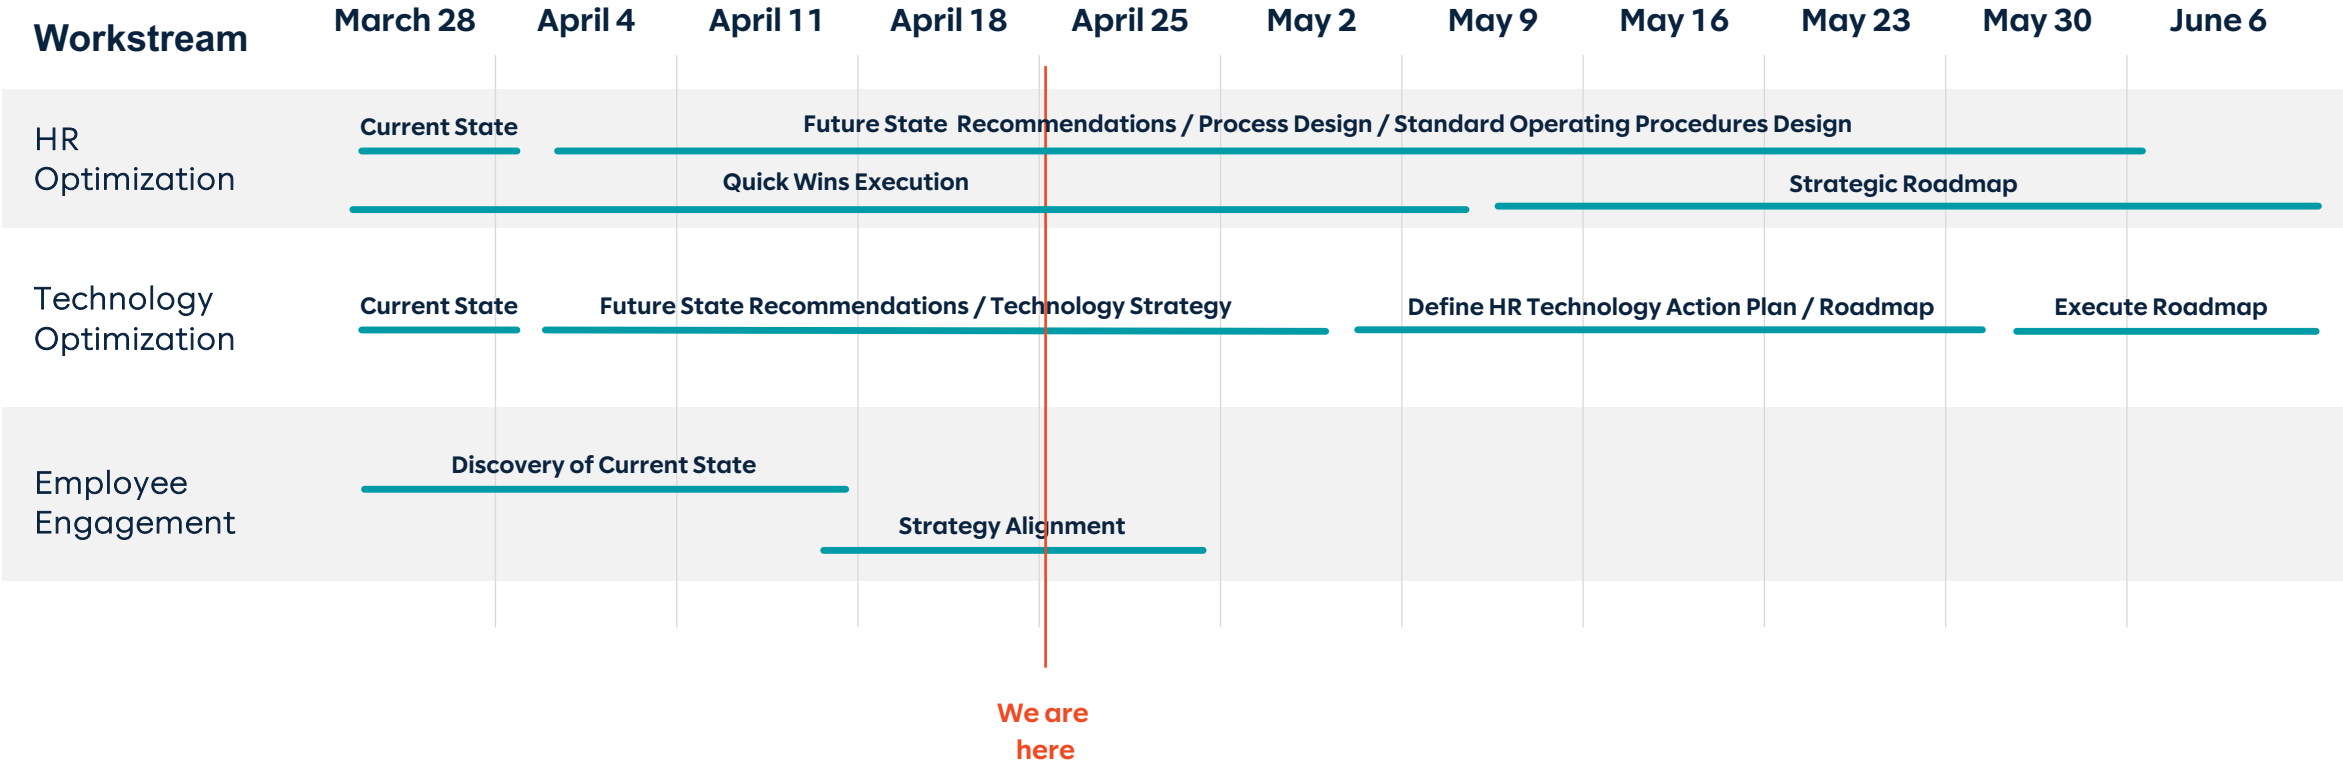 Workstream
March 28 April 4 April 11 April 18 April 25 May 2 May 9 May 16 May 23 May 30 June 6
HR
Optimization
Current State
Future State Recommendations / Process Design / Standard Operating Procedures Design
Quick Wins Execution
Strategic Roadmap
Technology
Optimization
Current State
Future State Recommendations / Technology Strategy
Define HR Technology Action Plan / Roadmap
Execute Roadmap
Employee
Engagement
Discovery of Current State
Strategy Alignment
We are
here